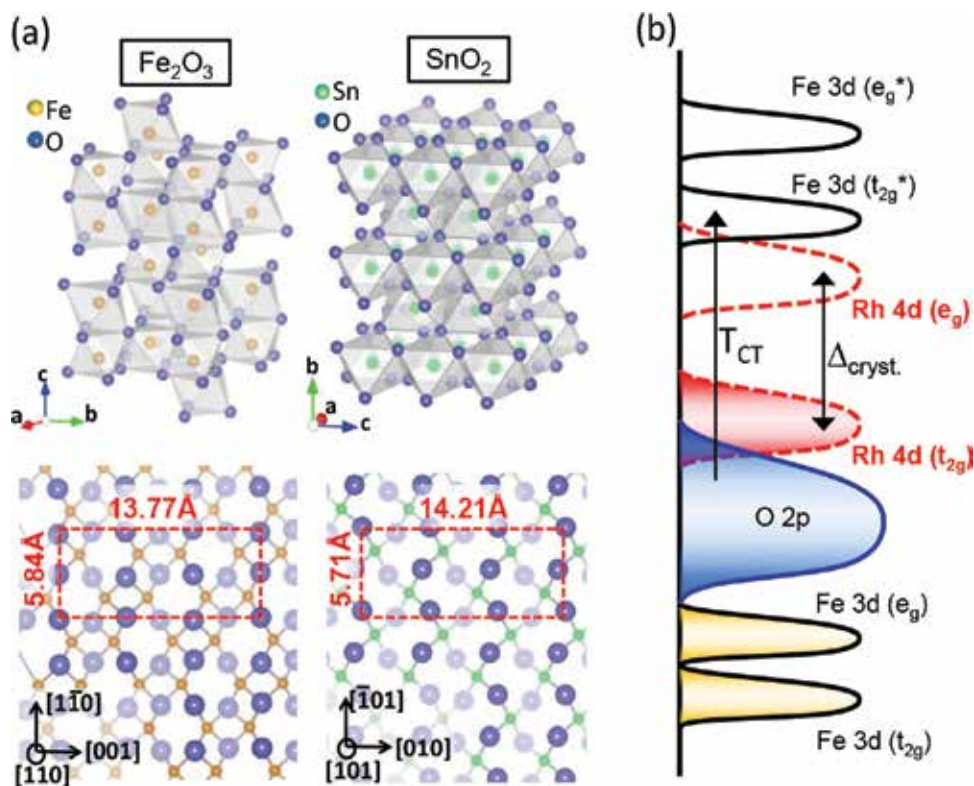 (a)
Fe2O3
Fe
O
c
a
b
SnO2
Sn
O
b
a
c
13.77Å
5.84Å
[11̄0]
[001]
[110]
14.21Å
5.71Å
[1̄01]
[010]
[101]
(b)
Fe 3d (eg*)
Fe 3d (t2g*)
Rh 4d (eg)
TCT
Δcryst.
Rh 4d (t2g)
O 2p
Fe 3d (eg)
Fe 3d (t2g)